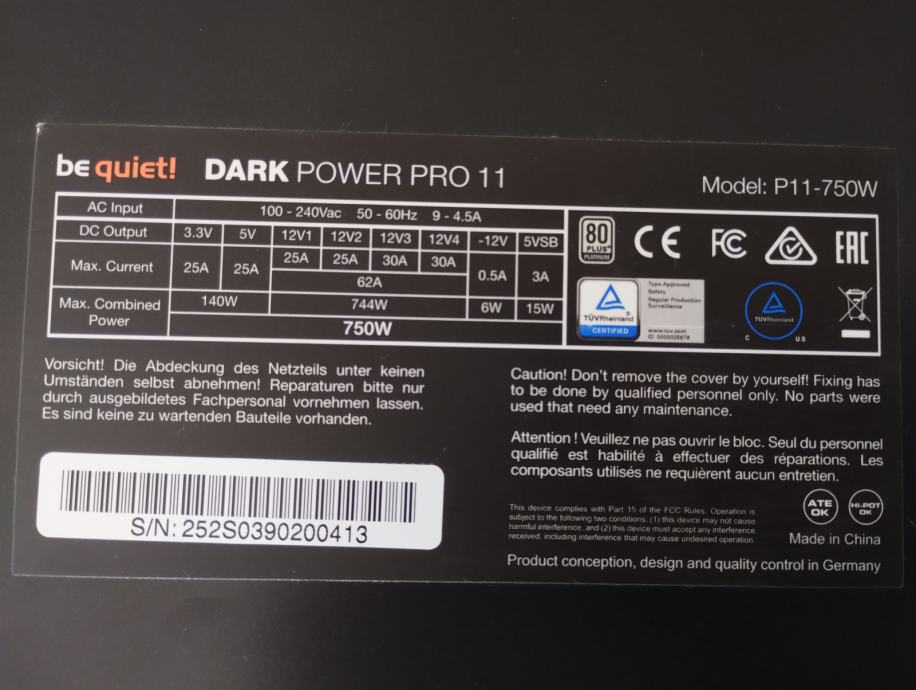 be quiet! DARK POWER PRO 11
Model: P11-750W
AC Input 100 - 240Vac 50 - 60Hz 9 - 4.5A
DC Output 3.3V 5V 12V1 12V2 12V3 12V4 -12V 5VSB
Max. Current 25A 25A 25A 25A 30A 30A 0.5A 3A
62A
Max. Combined Power 140W 744W 6W 15W
750W
80 PLUS PLATINUM
CE FC EAC
TÜVRheinland CERTIFIED
Type Approved
Safety
Regular Production
Surveillance
www.tuv.com
ID 0000025878
TÜVRheinland
C US
Vorsicht! Die Abdeckung des Netzteils unter keinen
Umständen selbst abnehmen! Reparaturen bitte nur
durch ausgebildetes Fachpersonal vornehmen lassen.
Es sind keine zu wartenden Bauteile vorhanden.
Caution! Don't remove the cover by yourself! Fixing has
to be done by qualified personnel only. No parts were
used that need any maintenance.
Attention ! Veuillez ne pas ouvrir le bloc. Seul du personnel
qualifié est habilité à effectuer des réparations. Les
composants utilisés ne requièrent aucun entretien.
S/N: 252S0390200413
This device complies with Part 15 of the FCC Rules. Operation is
subject to the following two conditions: (1) this device may not cause
harmful interference, and (2) this device must accept any interference
received, including interference that may cause undesired operation.
ATE OK
HI-POT OK
Made in China
Product conception, design and quality control in Germany